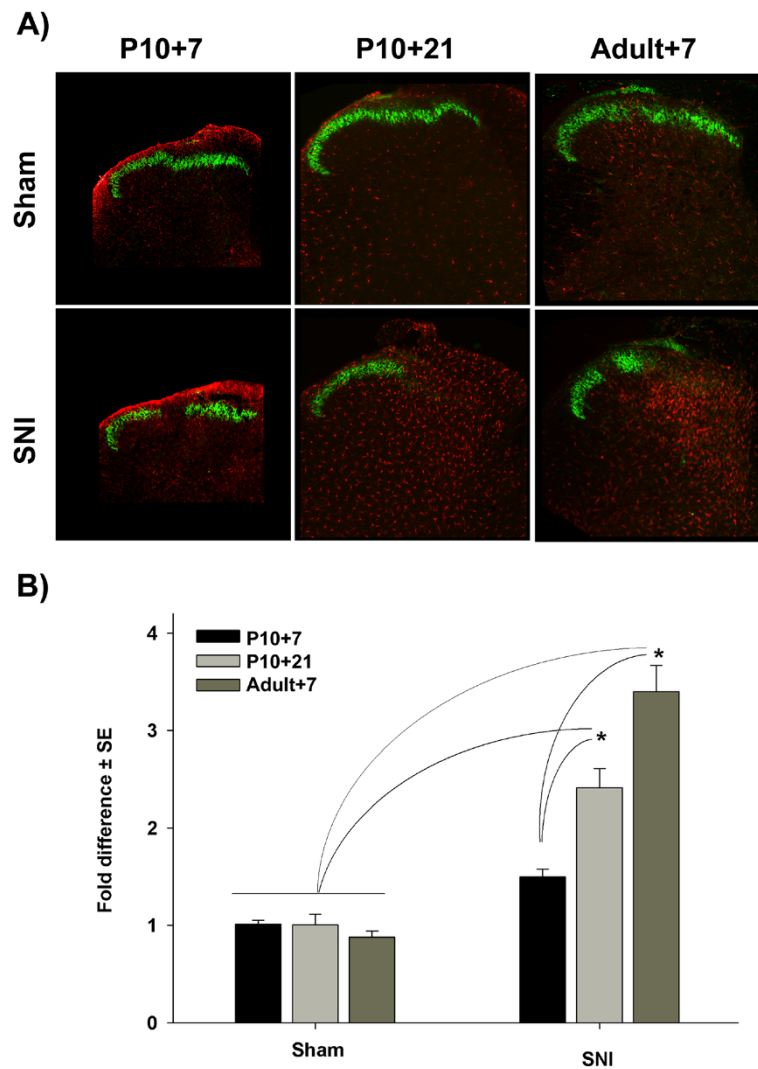 A)
P10+7 P10+21 Adult+7
Sham
SNI
B)
4
3
2
1
0
Fold difference ± SE
P10+7
P10+21
Adult+7
*
*
Sham
SNI